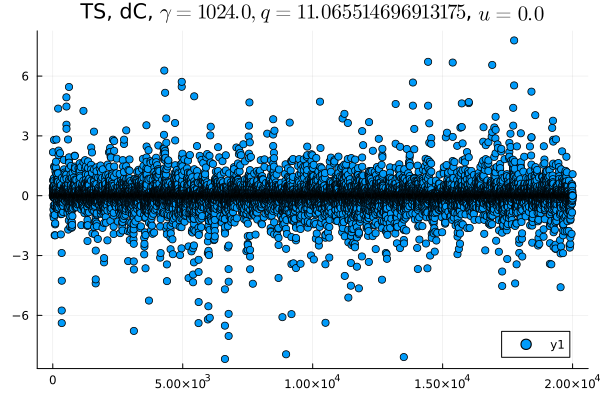 TS, dC, γ = 1024.0, q = 11.065514696913175, u = 0.0
6
3
0
−3
−6
0 5.00×10³ 1.00×10⁴ 1.50×10⁴ 2.00×10⁴
y1